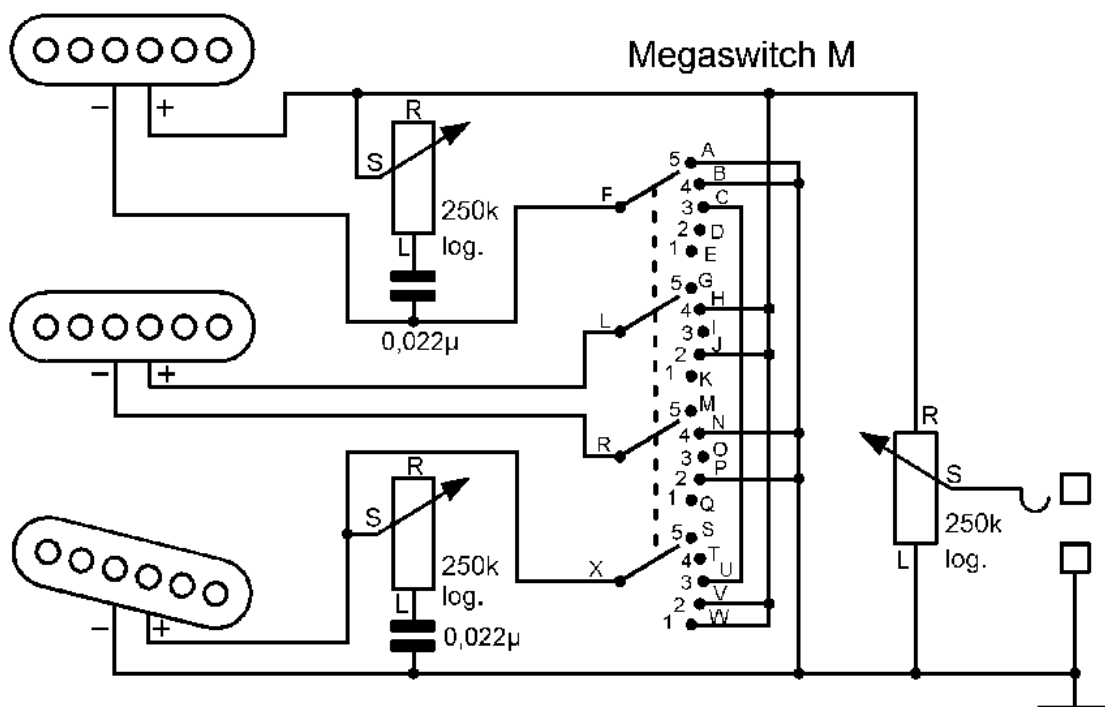 Megaswitch M
− +
R
S
250k
L log.
0,022µ
F
5 A
4 B
3 C
2 D
1 E
− +
L
5 G
4 H
3 I
2 J
1 K
R
5 M
4 N
3 O
2 P
1 Q
− +
R
S
250k
L log.
0,022µ
X
5 S
4 T
3 U
2 V
1 W
R
S
250k
L log.